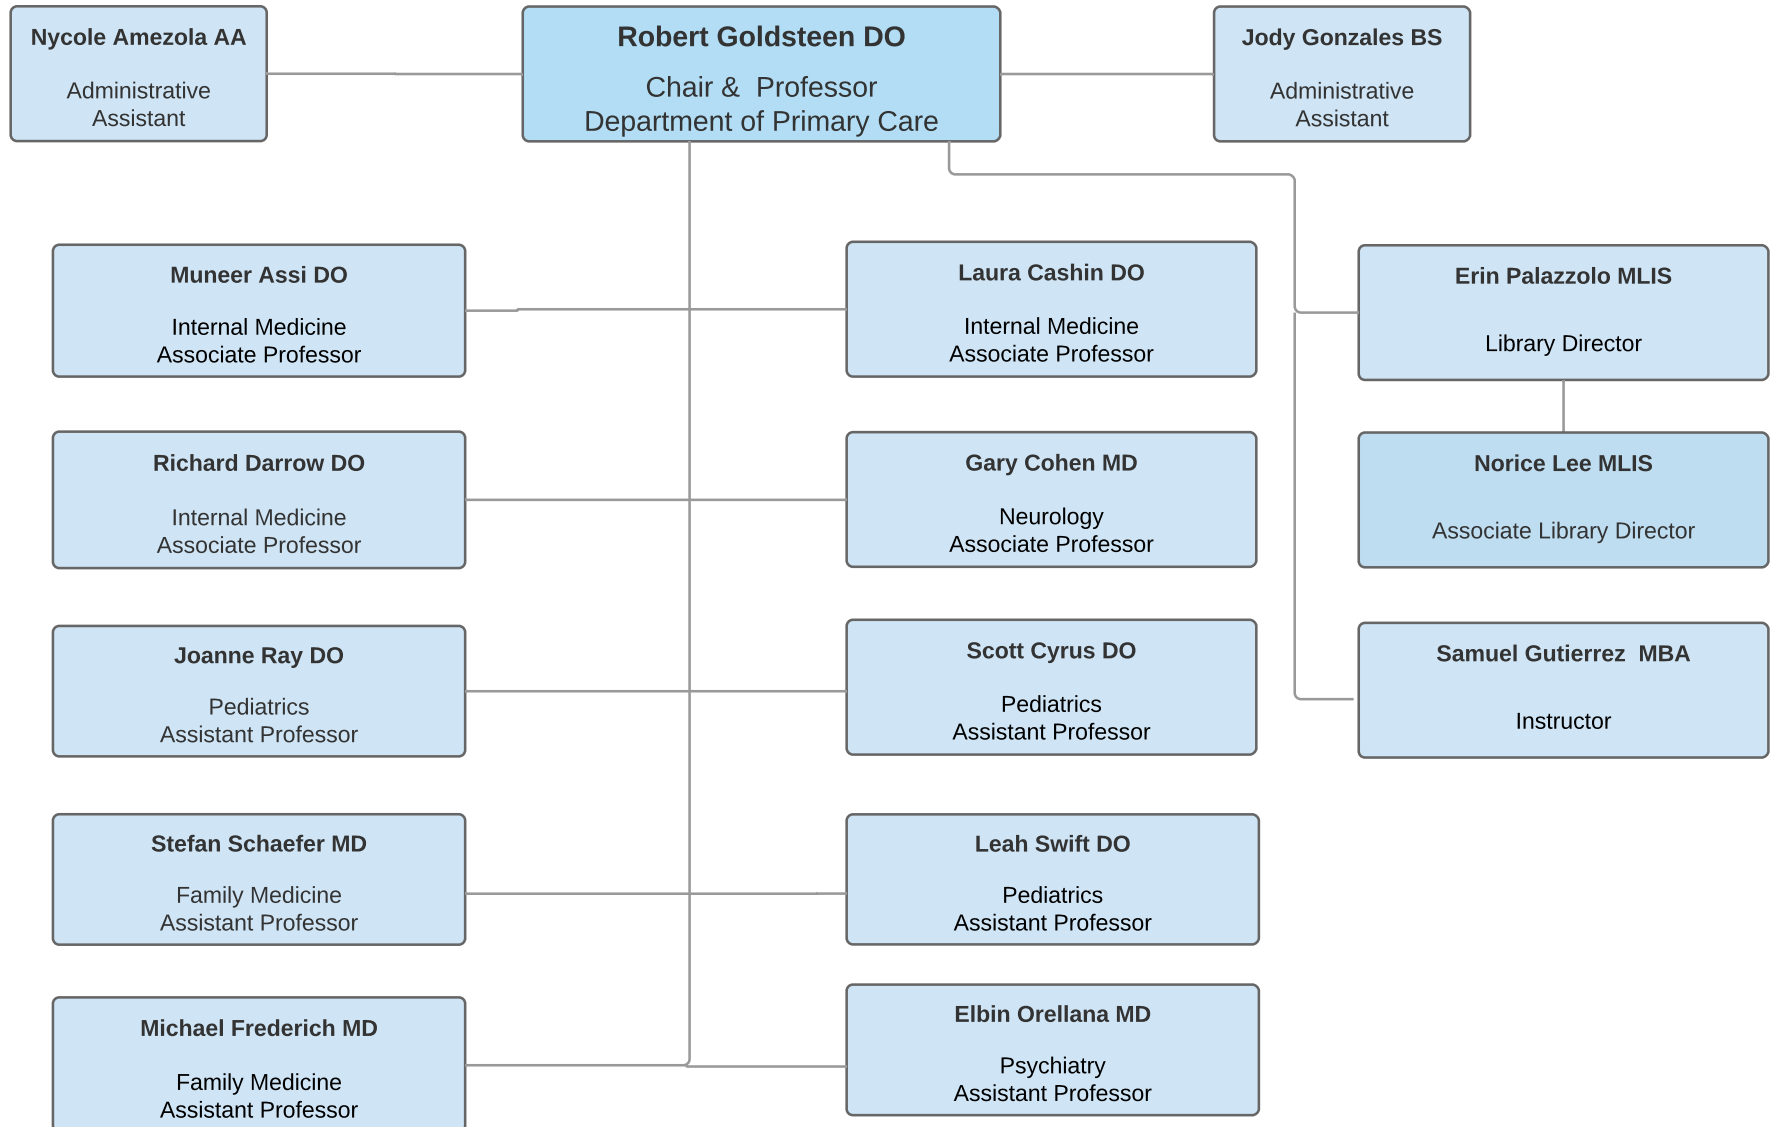 Nycole Amezola AA
Administrative
Assistant
Robert Goldsteen DO
Chair &  Professor
Department of Primary Care
Jody Gonzales BS
Administrative
Assistant
Muneer Assi DO
Internal Medicine
Associate Professor
Laura Cashin DO
Internal Medicine
Associate Professor
Erin Palazzolo MLIS
Library Director
Richard Darrow DO
Internal Medicine
Associate Professor
Gary Cohen MD
Neurology
Associate Professor
Norice Lee MLIS
Associate Library Director
Joanne Ray DO
Pediatrics
Assistant Professor
Scott Cyrus DO
Pediatrics
Assistant Professor
Samuel Gutierrez  MBA
Instructor
Stefan Schaefer MD
Family Medicine
Assistant Professor
Leah Swift DO
Pediatrics
Assistant Professor
Michael Frederich MD
Family Medicine
Assistant Professor
Elbin Orellana MD
Psychiatry
Assistant Professor